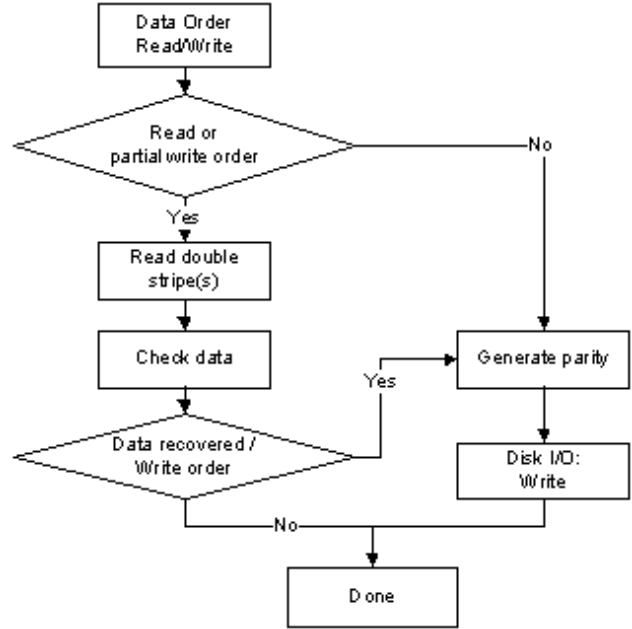 Data Order
Read/Write
Read or
partial write order
No
Yes
Read double
stripe(s)
Check data
Generate parity
Yes
Data recovered /
Write order
Disk I/O:
Write
No
Done